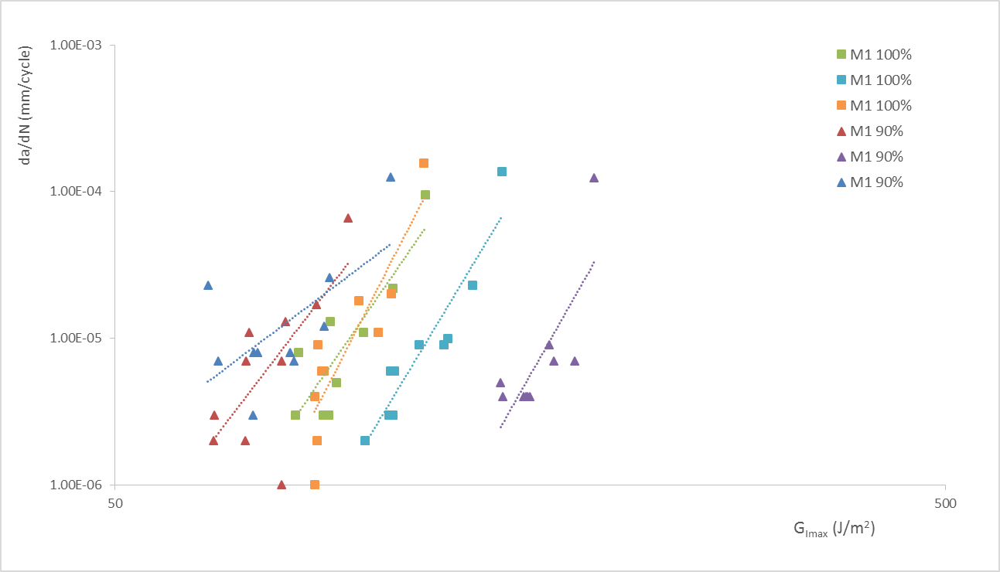 da/dN (mm/cycle)
1.00E-03
1.00E-04
1.00E-05
1.00E-06
50
500
GImax (J/m2)
M1 100%
M1 100%
M1 100%
M1 90%
M1 90%
M1 90%